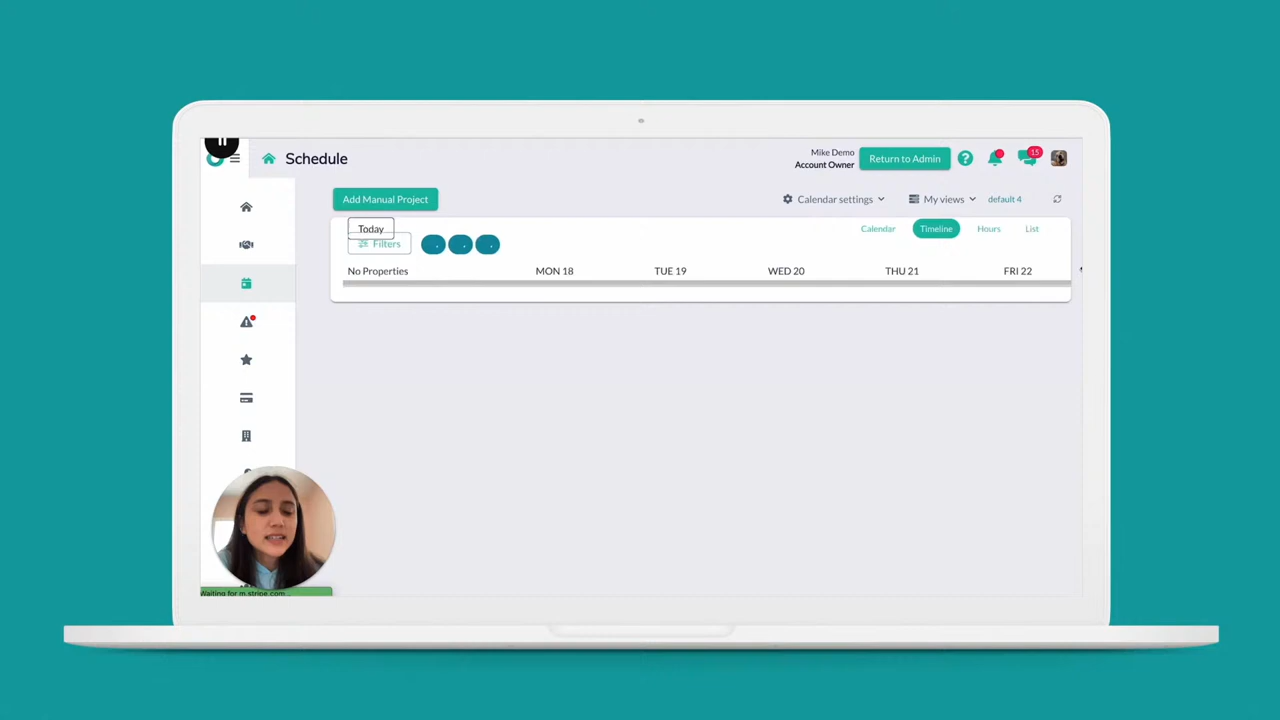 Schedule
Mike Demo
Account Owner
Return to Admin
15
Add Manual Project
Calendar settings
My views
default 4
Today
Filters
Calendar
Timeline
Hours
List
No Properties
MON 18
TUE 19
WED 20
THU 21
FRI 22
Waiting for m.stripe.com...